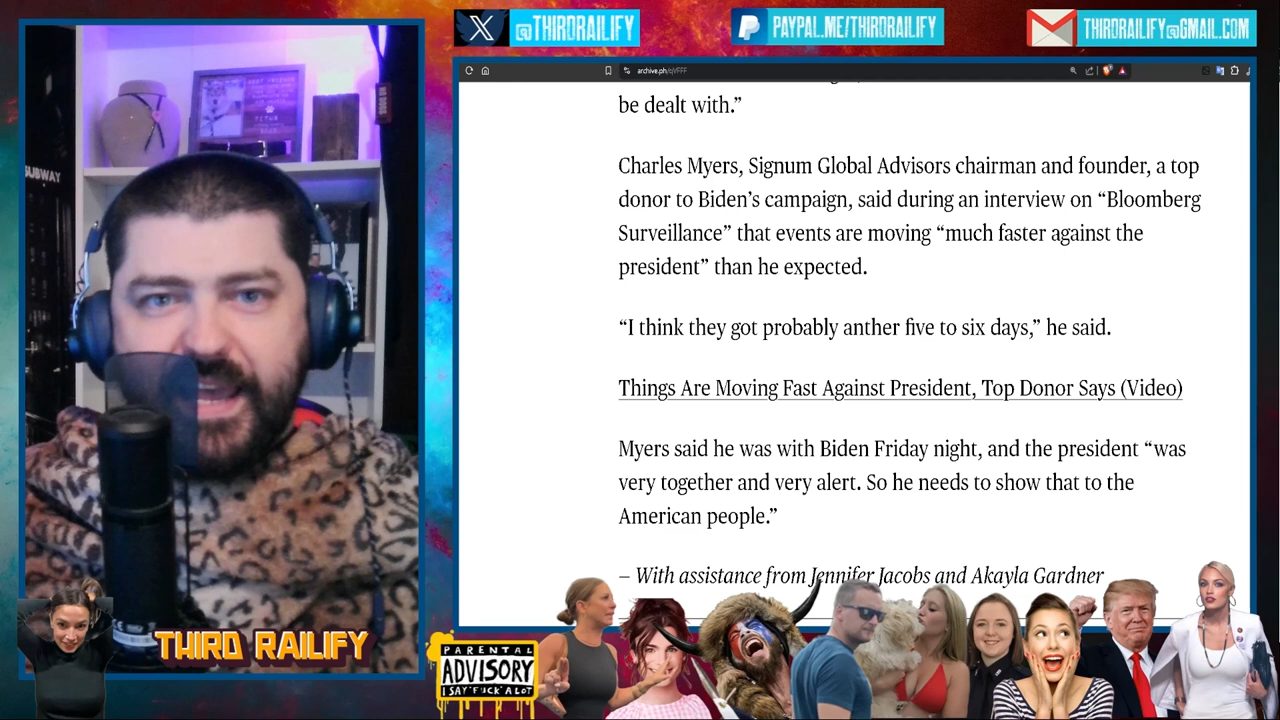 @THIRDRAILIFY
PAYPAL.ME/THIRDRAILIFY
THIRDRAILIFY@GMAIL.COM
SUBWAY
be dealt with.”
Charles Myers, Signum Global Advisors chairman and founder, a top
donor to Biden’s campaign, said during an interview on “Bloomberg
Surveillance” that events are moving “much faster against the
president” than he expected.
“I think they got probably anther five to six days,” he said.
Things Are Moving Fast Against President, Top Donor Says (Video)
Myers said he was with Biden Friday night, and the president “was
very together and very alert. So he needs to show that to the
American people.”
– With assistance from Jennifer Jacobs and Akayla Gardner
THIRD RAILIFY
PARENTAL
ADVISORY
I SAY "FUCK" A LOT